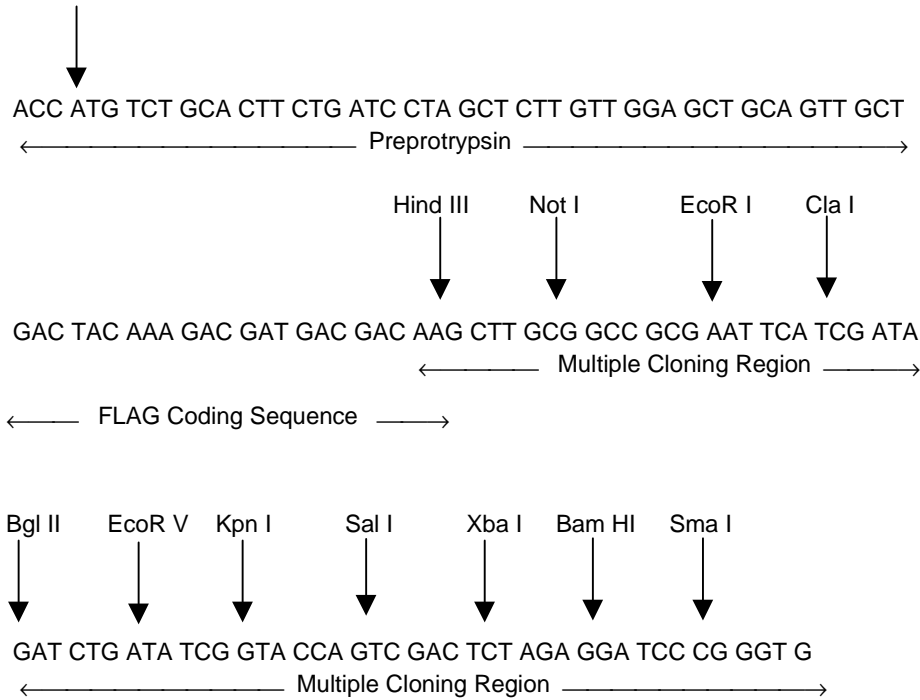 ACC ATG TCT GCA CTT CTG ATC CTA GCT CTT GTT GGA GCT GCA GTT GCT
Preprotrypsin
Hind III Not I EcoR I Cla I
GAC TAC AAA GAC GAT GAC GAC AAG CTT GCG GCC GCG AAT TCA TCG ATA
Multiple Cloning Region
FLAG Coding Sequence
Bgl II EcoR V Kpn I Sal I Xba I Bam HI Sma I
GAT CTG ATA TCG GTA CCA GTC GAC TCT AGA GGA TCC CG GGT G
Multiple Cloning Region